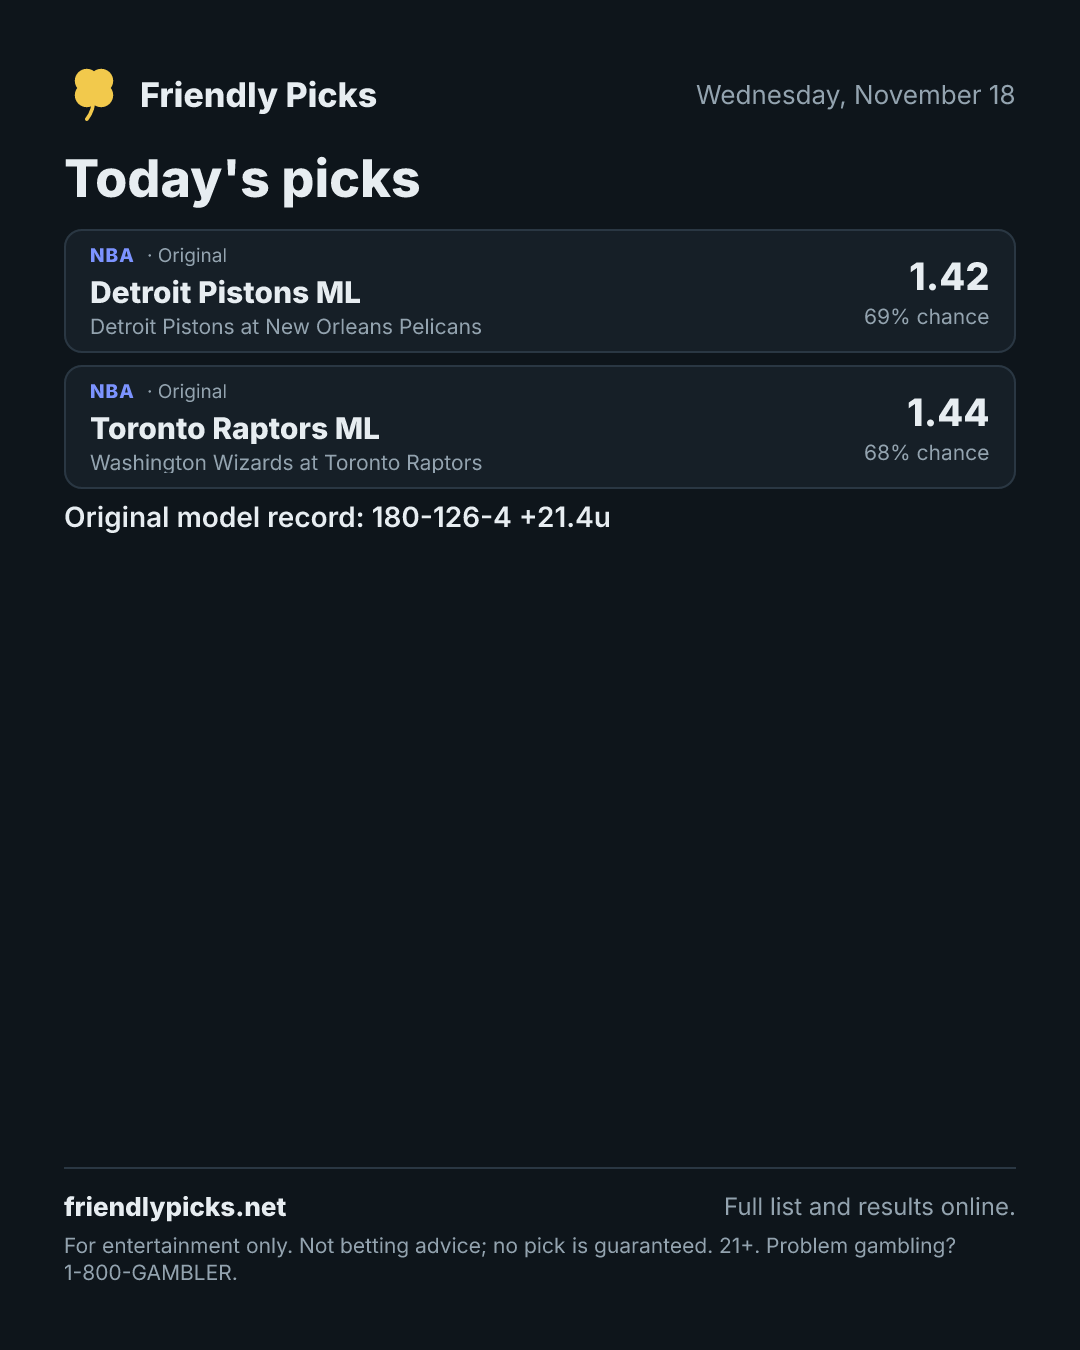 Friendly Picks
Wednesday, November 18
Today's picks
NBA · Original
Detroit Pistons ML
Detroit Pistons at New Orleans Pelicans
1.42
69% chance
NBA · Original
Toronto Raptors ML
Washington Wizards at Toronto Raptors
1.44
68% chance
Original model record: 180-126-4 +21.4u
friendlypicks.net
Full list and results online.
For entertainment only. Not betting advice; no pick is guaranteed. 21+. Problem gambling?
1-800-GAMBLER.